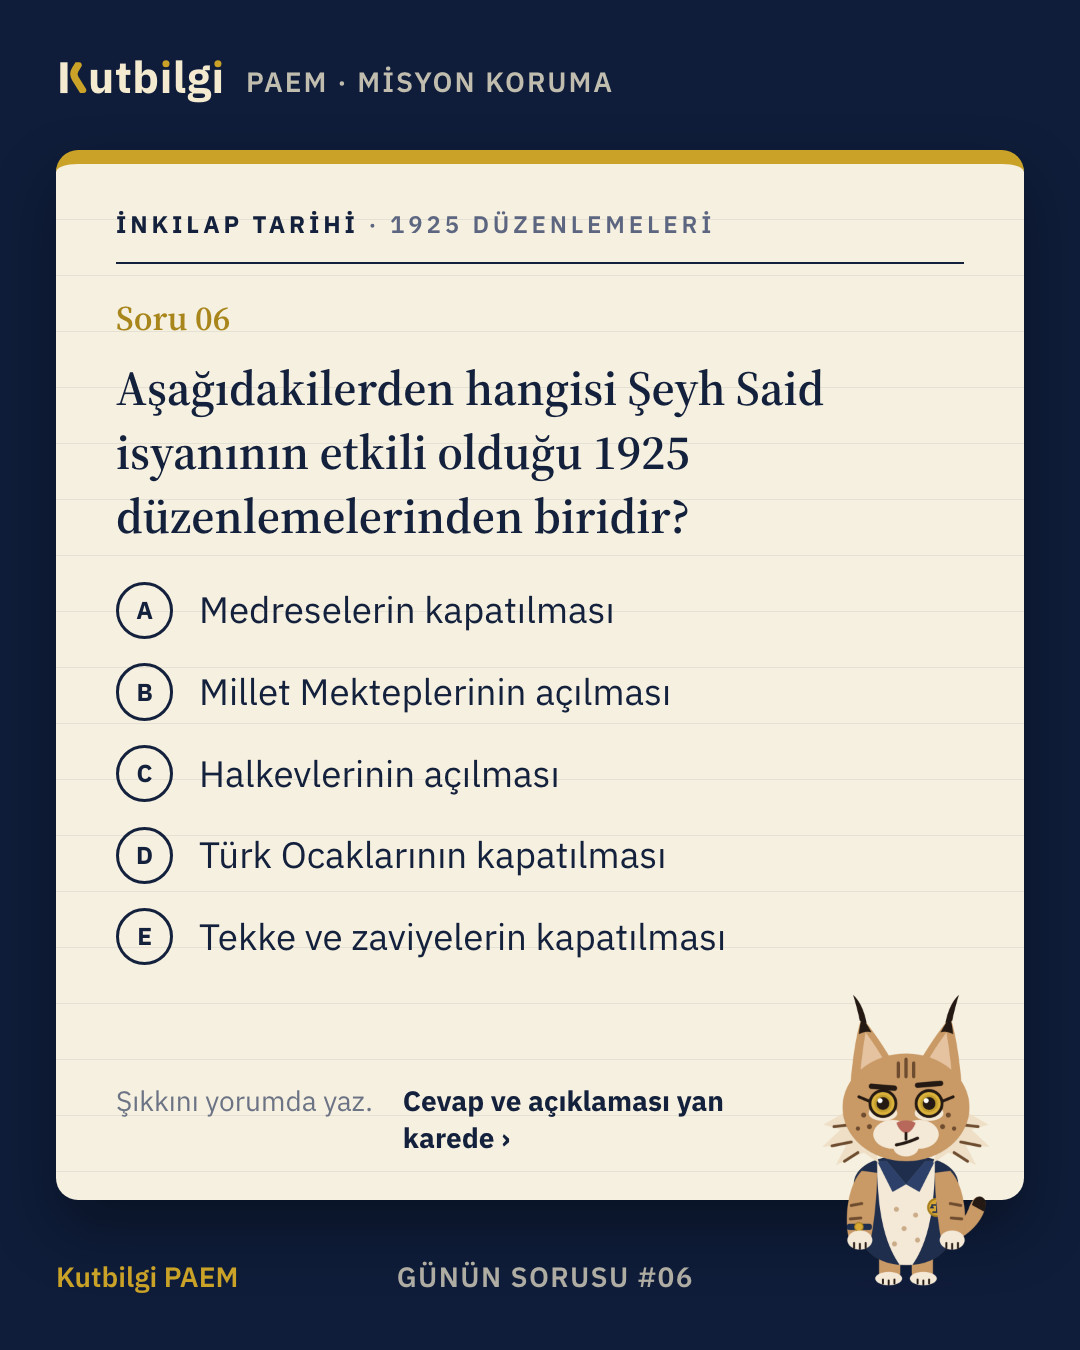 Kutbilgi PAEM · MİSYON KORUMA
İNKILAP TARİHİ · 1925 DÜZENLEMELERİ
Soru 06
Aşağıdakilerden hangisi Şeyh Said
isyanının etkili olduğu 1925
düzenlemelerinden biridir?
A Medreselerin kapatılması
B Millet Mekteplerinin açılması
C Halkevlerinin açılması
D Türk Ocaklarının kapatılması
E Tekke ve zaviyelerin kapatılması
Şıkkını yorumda yaz. Cevap ve açıklaması yan
karede ›
Kutbilgi PAEM GÜNÜN SORUSU #06